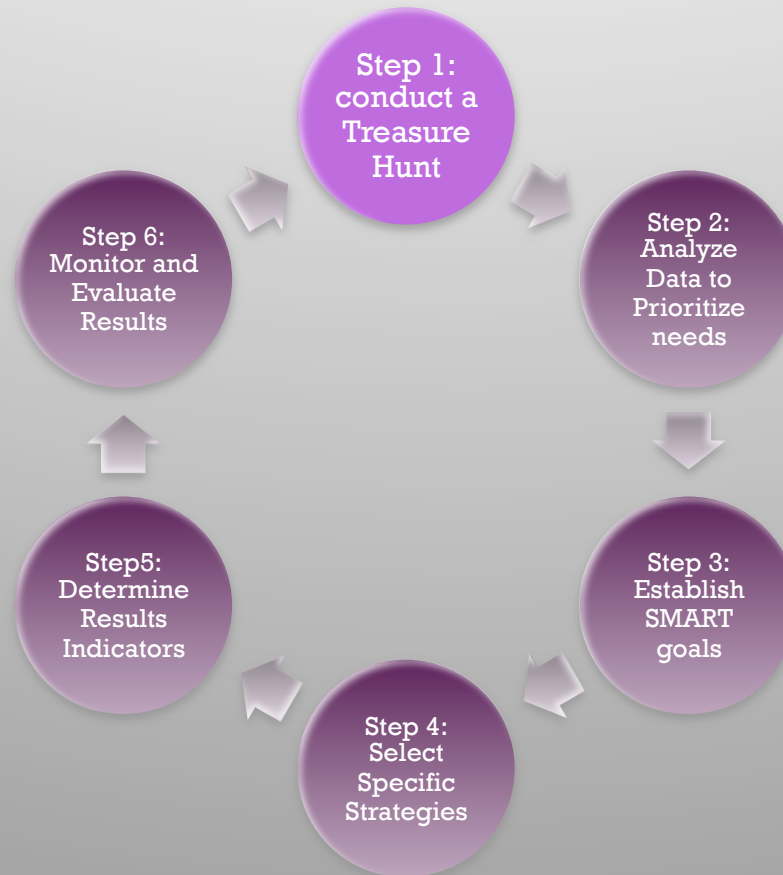 Step 1:
conduct a
Treasure
Hunt
Step 2:
Analyze
Data to
Prioritize
needs
Step 3:
Establish
SMART
goals
Step 4:
Select
Specific
Strategies
Step5:
Determine
Results
Indicators
Step 6:
Monitor and
Evaluate
Results